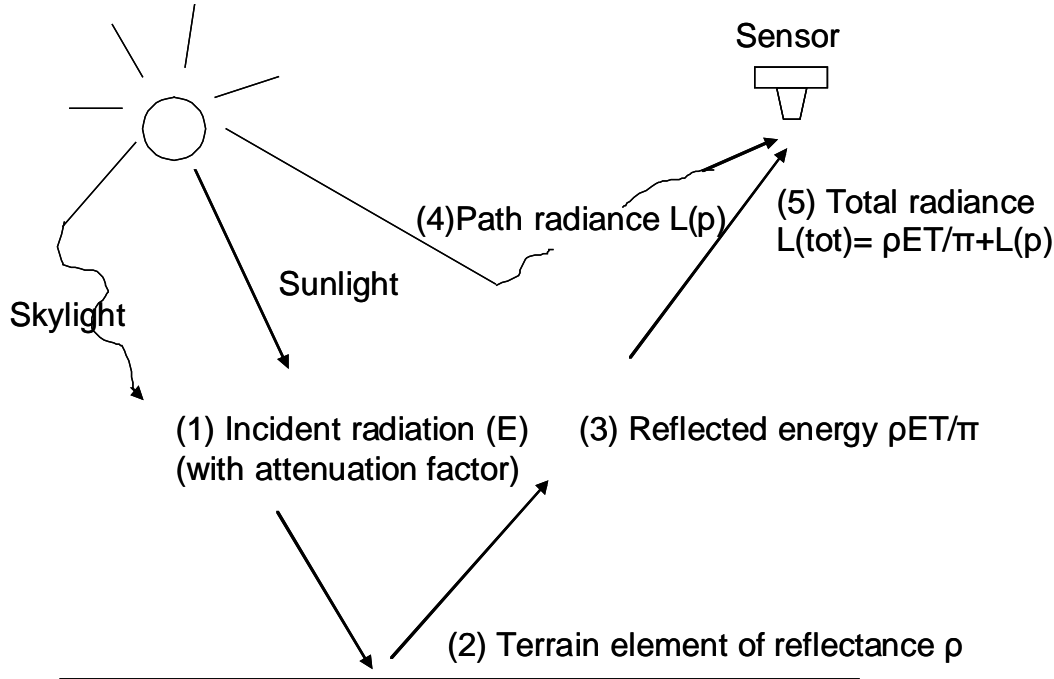 Sensor
(4)Path radiance L(p)
(5) Total radiance
L(tot)= ρET/π+L(p)
Sunlight
Skylight
(1) Incident radiation (E)
(with attenuation factor)
(3) Reflected energy ρET/π
(2) Terrain element of reflectance ρ